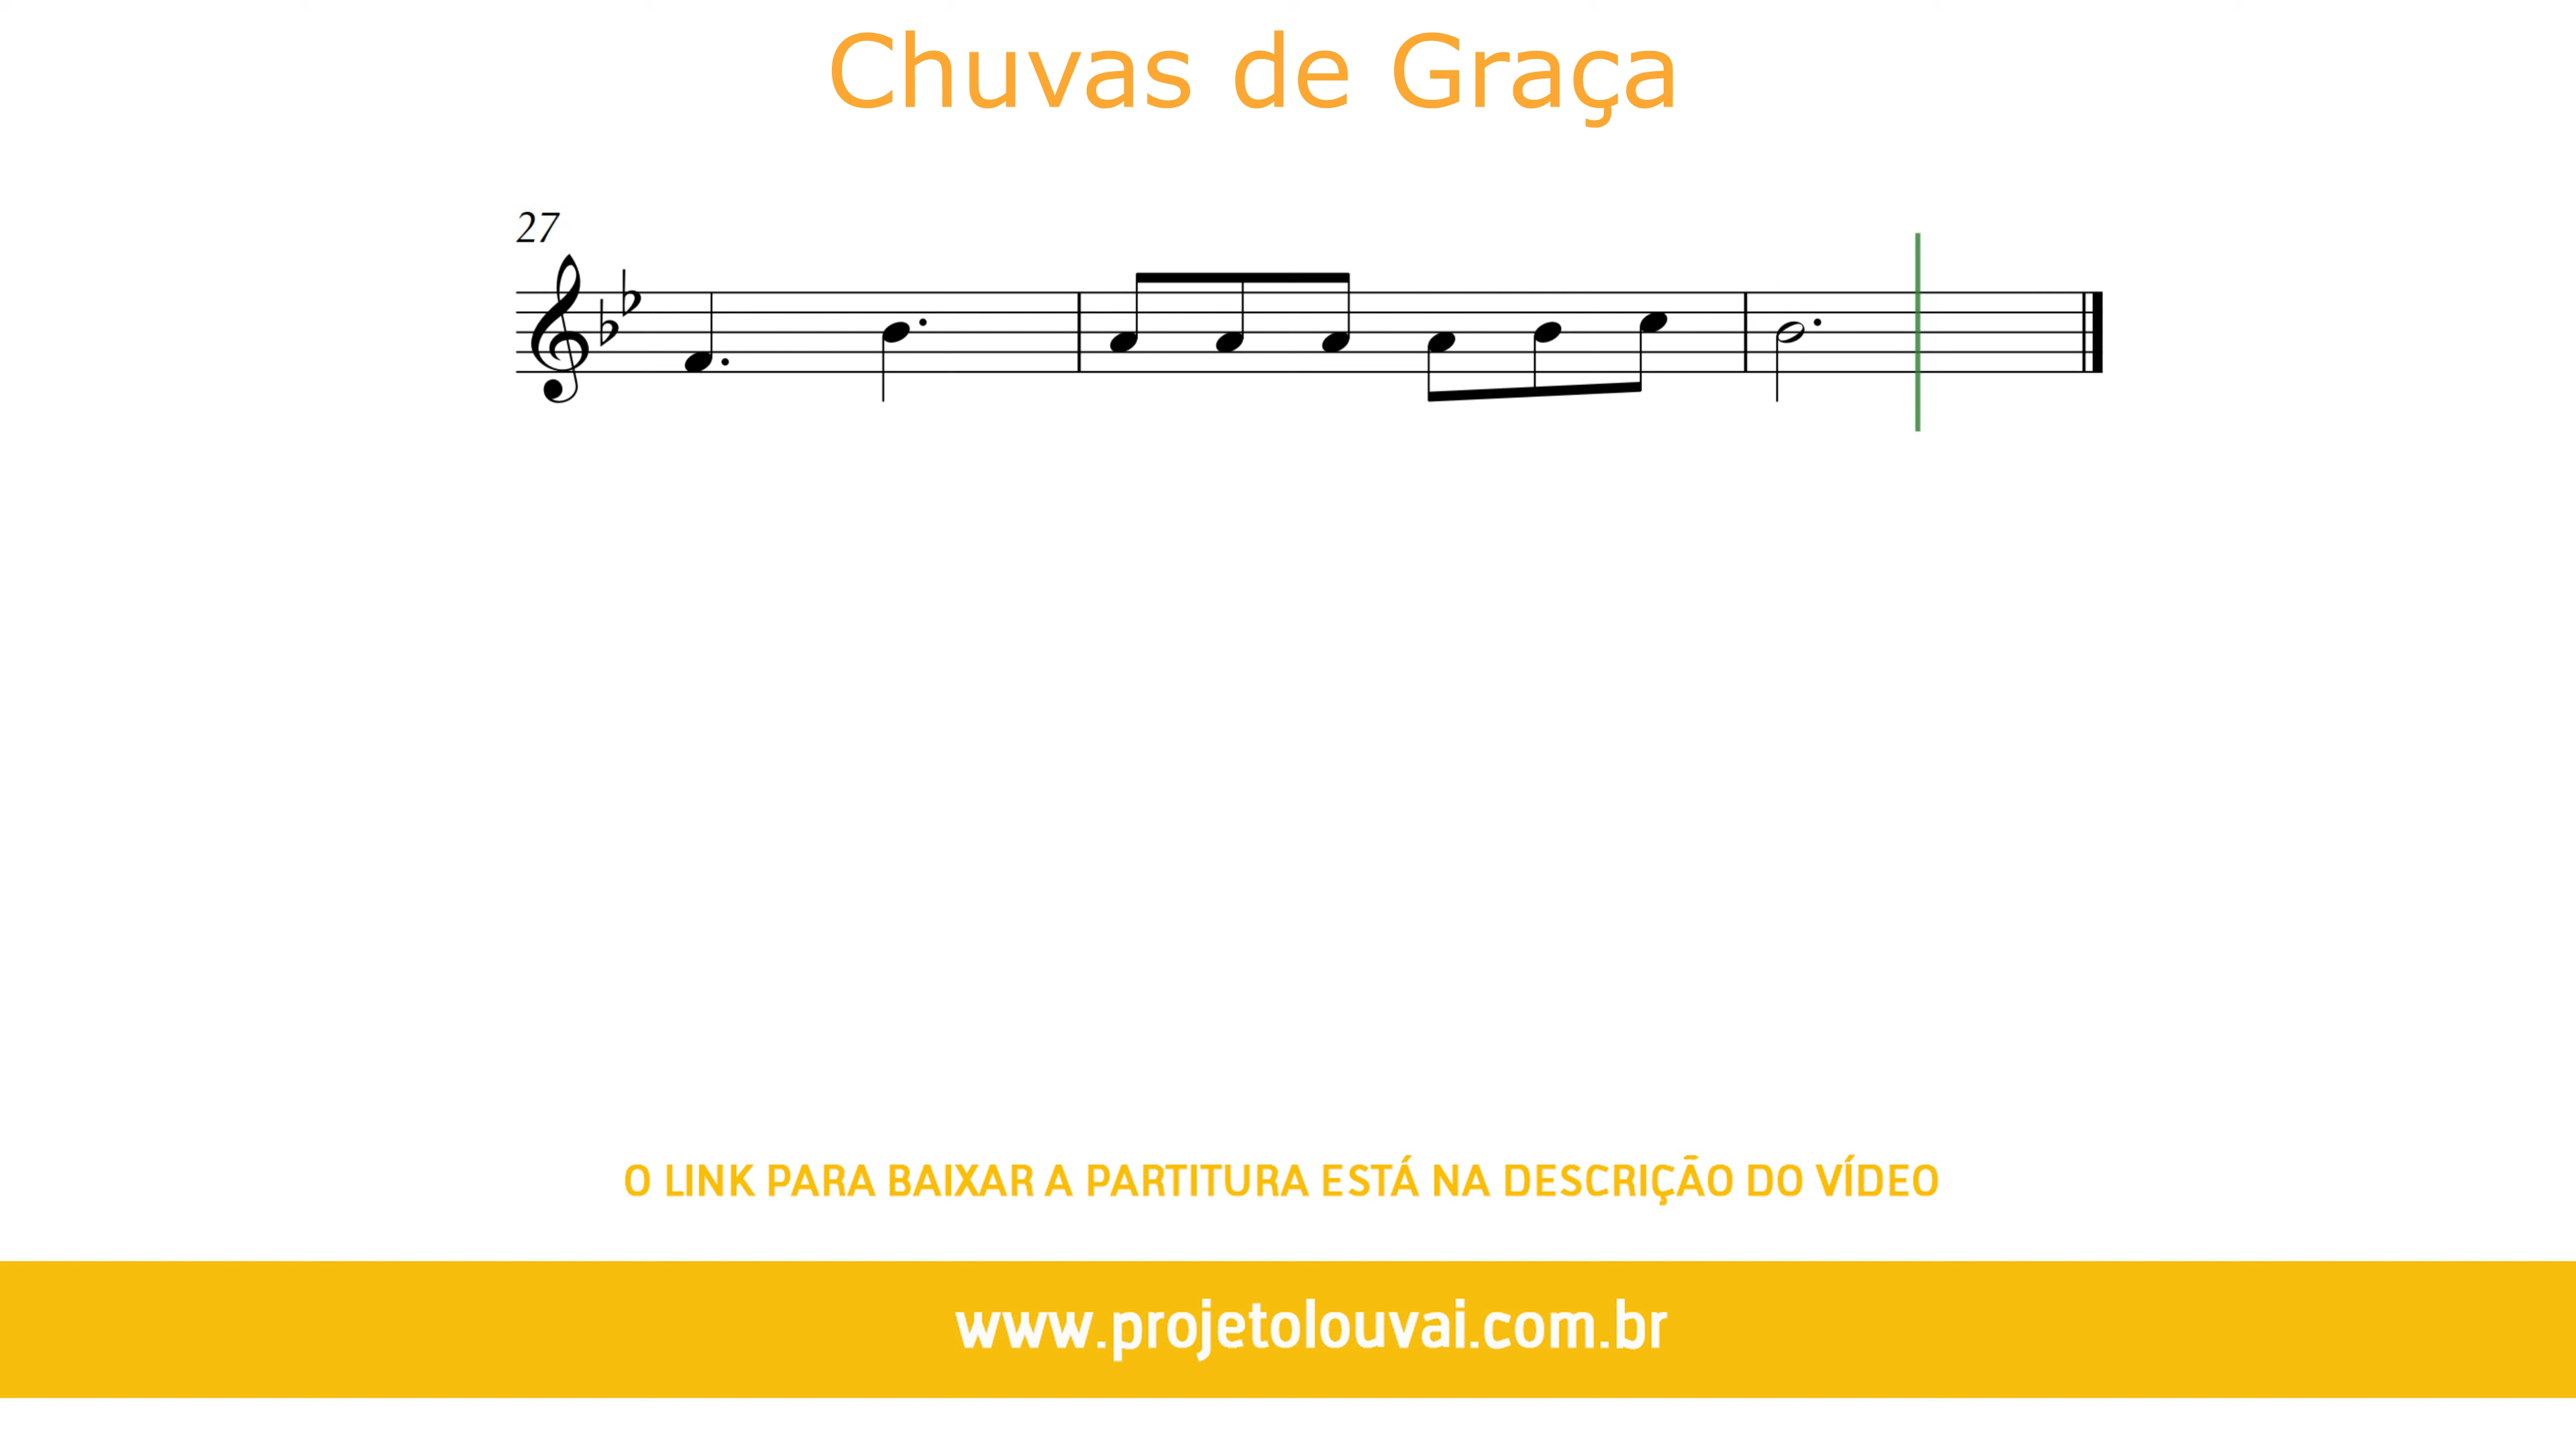 Chuvas de Graça
27
O LINK PARA BAIXAR A PARTITURA ESTÁ NA DESCRIÇÃO DO VÍDEO
www.projetolouvai.com.br